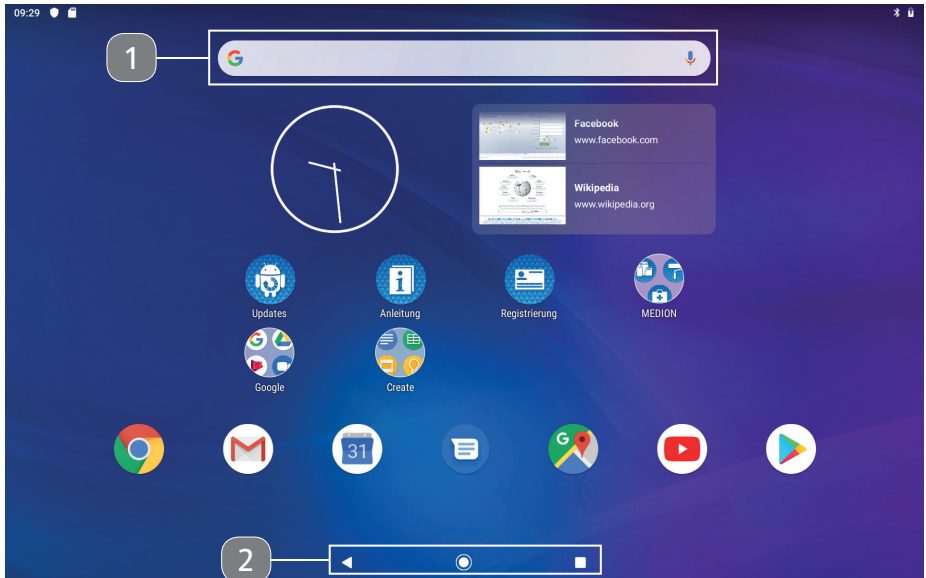 09:29
1
G
Facebook
www.facebook.com
Wikipedia
www.wikipedia.org
Updates
Anleitung
Registrierung
MEDION
G
Google
Create
31
G
2